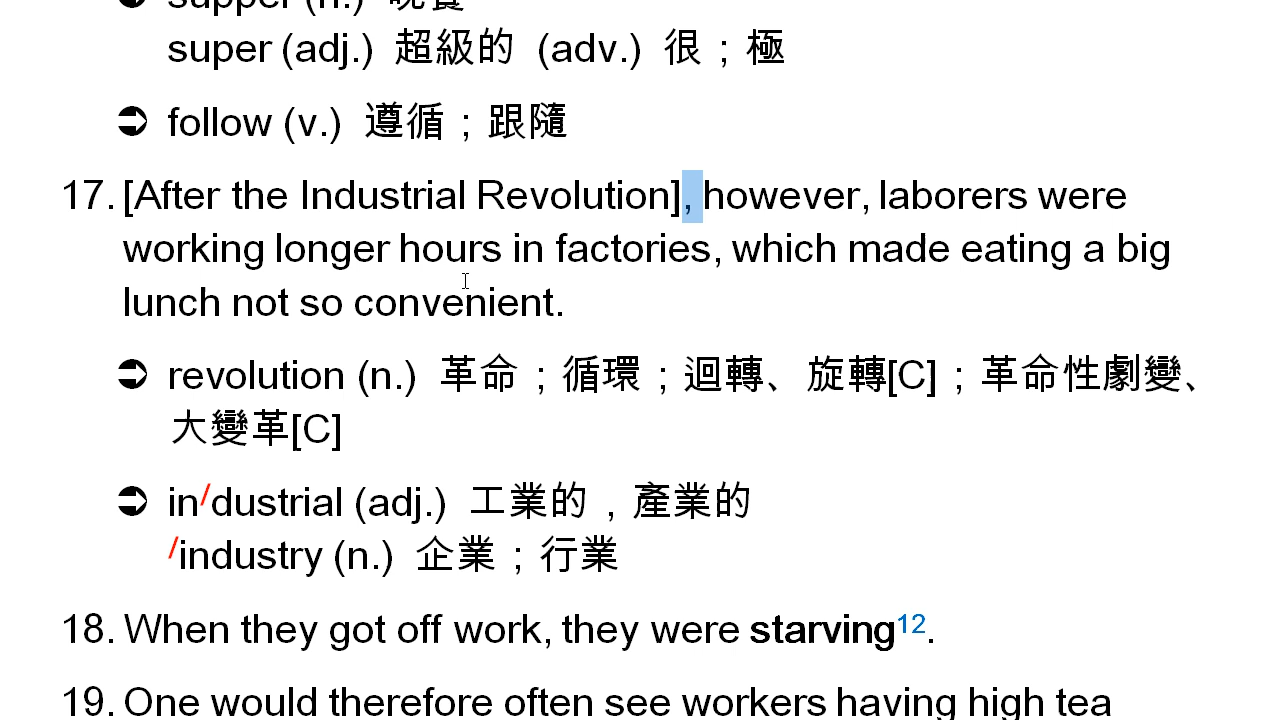 ➲ supper (n.) 晚餐
super (adj.) 超級的 (adv.) 很；極
➲ follow (v.) 遵循；跟隨
17. [After the Industrial Revolution], however, laborers were
working longer hours in factories, which made eating a big
lunch not so convenient.
➲ revolution (n.) 革命；循環；迴轉、旋轉[C]；革命性劇變、
大變革[C]
➲ in/dustrial (adj.) 工業的，產業的
/industry (n.) 企業；行業
18. When they got off work, they were starving12.
19. One would therefore often see workers having high tea